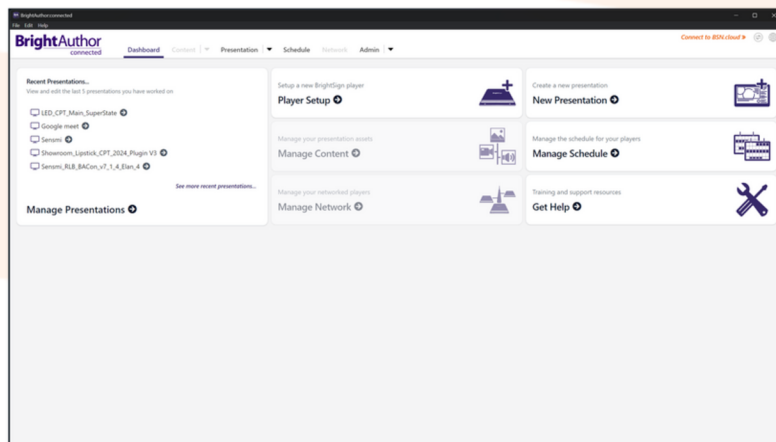 BrightAuthor:connected
File Edit Help
BrightAuthor
connected
Dashboard Content Presentation Schedule Network Admin
Connect to BSN.cloud
Recent Presentations...
View and edit the last 5 presentations you have worked on
LED_CPT_Main_SuperState
Google meet
Sensmi
Showroom_Lipstick_CPT_2024_Plugin V3
Sensmi_RLB_BACon_v7_1_4_Elan_4
See more recent presentations...
Manage Presentations
Setup a new BrightSign player
Player Setup
Manage your presentation assets
Manage Content
Manage your networked players
Manage Network
Create a new presentation
New Presentation
Manage the schedule for your players
Manage Schedule
Training and support resources
Get Help